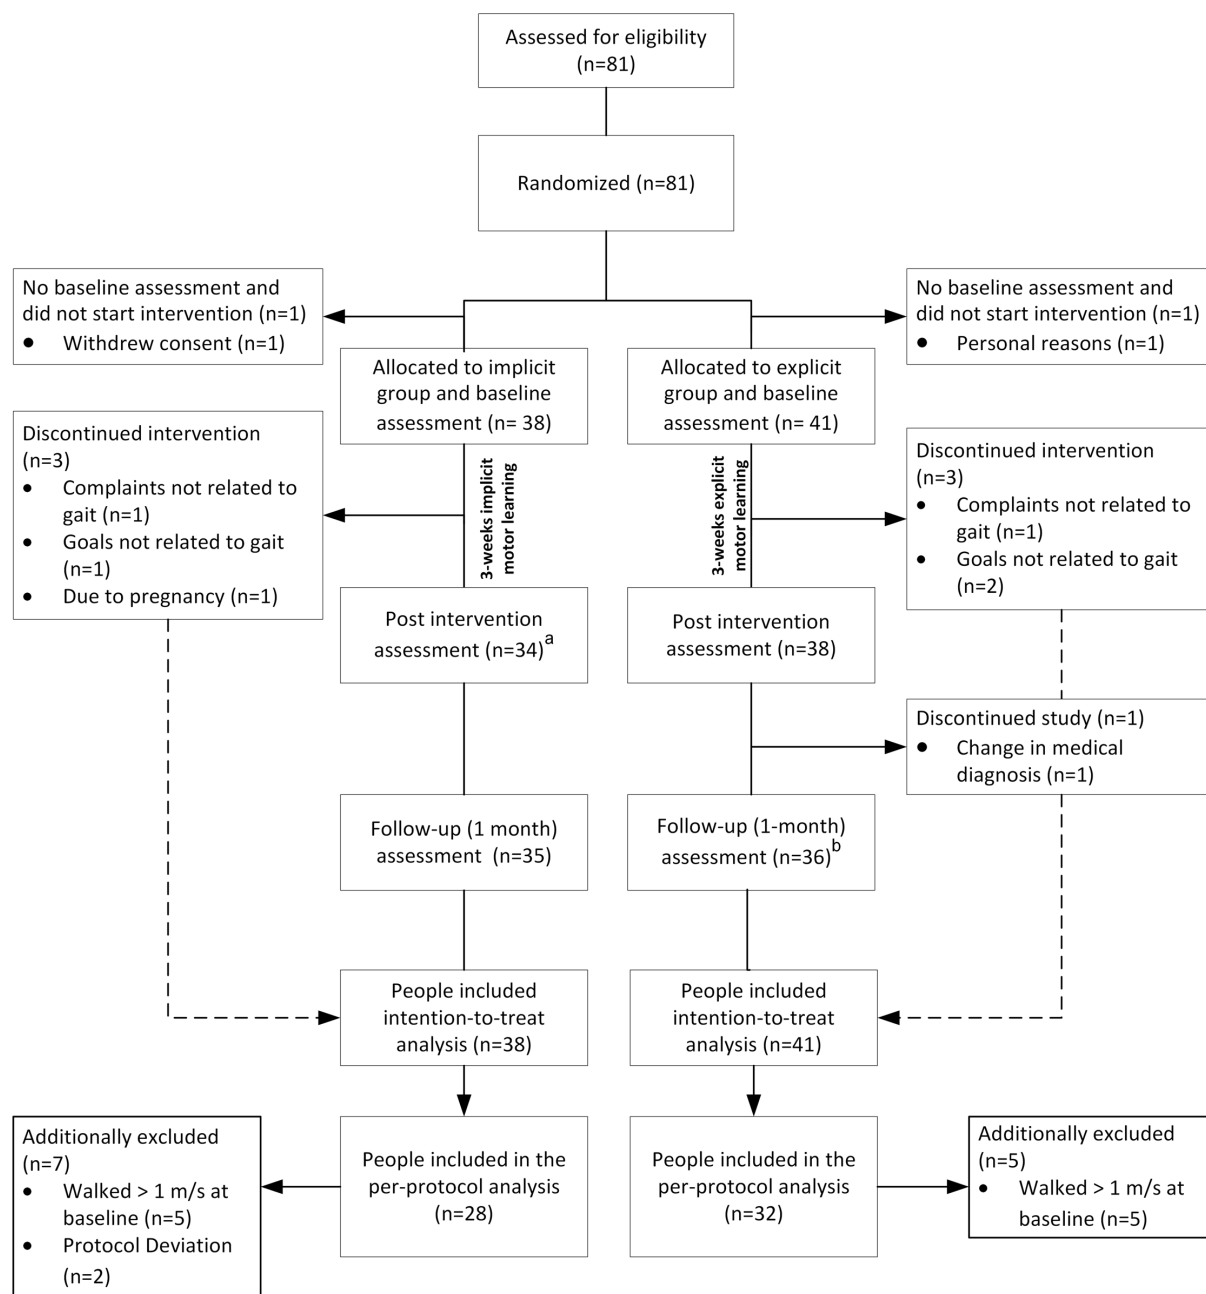 Assessed for eligibility
(n=81)
Randomized (n=81)
No baseline assessment and
did not start intervention (n=1)
● Withdrew consent (n=1)
No baseline assessment and
did not start intervention (n=1)
● Personal reasons (n=1)
Allocated to implicit
group and baseline
assessment (n= 38)
Allocated to explicit
group and baseline
assessment (n= 41)
Discontinued intervention
(n=3)
● Complaints not related to
gait (n=1)
● Goals not related to gait
(n=1)
● Due to pregnancy (n=1)
3-weeks implicit
motor learning
3-weeks explicit
motor learning
Discontinued intervention
(n=3)
● Complaints not related to
gait (n=1)
● Goals not related to gait
(n=2)
Post intervention
assessment (n=34)a
Post intervention
assessment (n=38)
Discontinued study (n=1)
● Change in medical
diagnosis (n=1)
Follow-up (1 month)
assessment (n=35)
Follow-up (1-month)
assessment (n=36)b
People included
intention-to-treat
analysis (n=38)
People included
intention-to-treat
analysis (n=41)
Additionally excluded
(n=7)
● Walked > 1 m/s at
baseline (n=5)
● Protocol Deviation
(n=2)
People included in the
per-protocol analysis
(n=28)
People included in the
per-protocol analysis
(n=32)
Additionally excluded
(n=5)
● Walked > 1 m/s at
baseline (n=5)